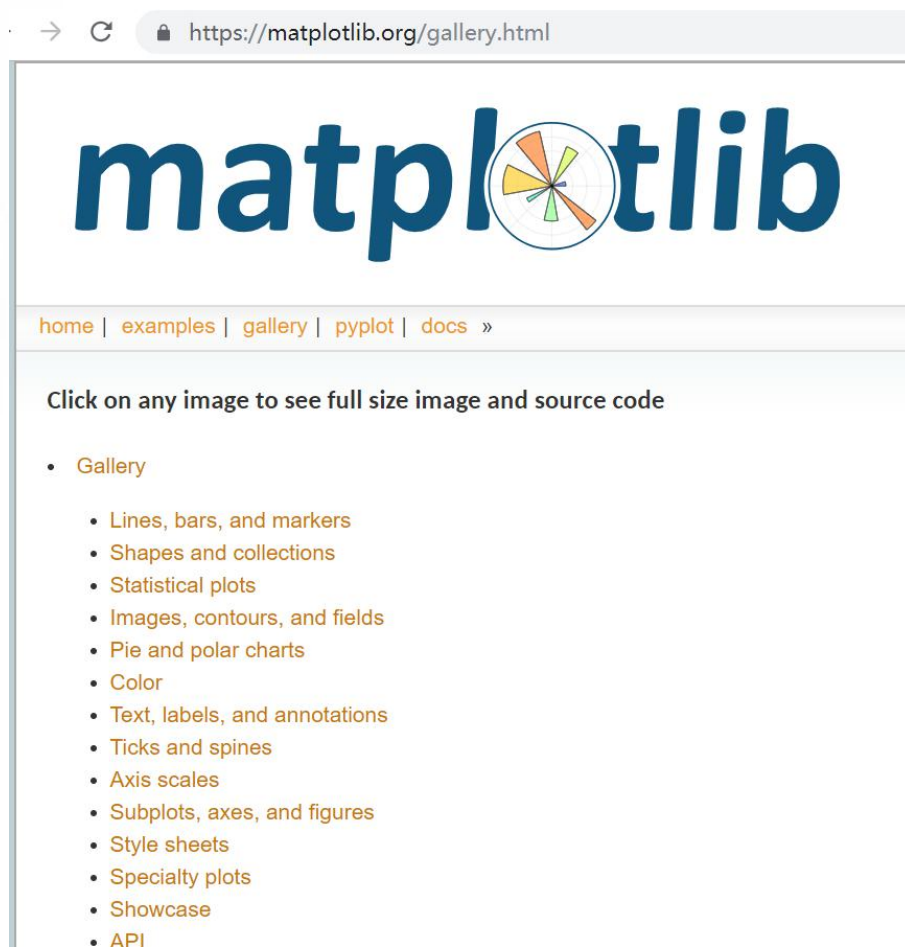 https://matplotlib.org/gallery.html
matplotlib
home | examples | gallery | pyplot | docs »
Click on any image to see full size image and source code
• Gallery
• Lines, bars, and markers
• Shapes and collections
• Statistical plots
• Images, contours, and fields
• Pie and polar charts
• Color
• Text, labels, and annotations
• Ticks and spines
• Axis scales
• Subplots, axes, and figures
• Style sheets
• Specialty plots
• Showcase
• API